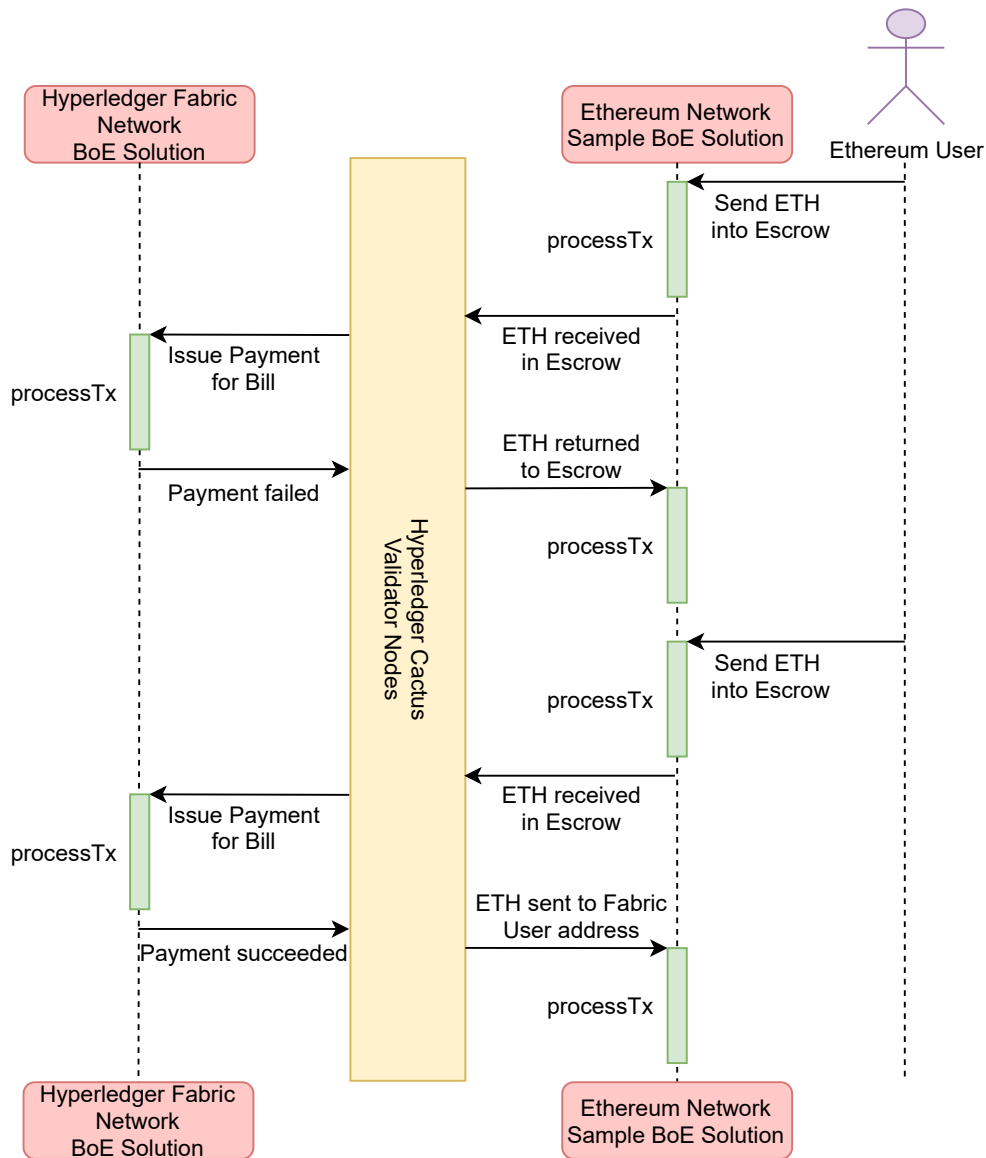 Hyperledger Fabric
Network
BoE Solution
Ethereum Network
Sample BoE Solution
Ethereum User
Send ETH
into Escrow
processTx
ETH received
in Escrow
Issue Payment
for Bill
processTx
ETH returned
to Escrow
Payment failed
processTx
Hyperledger Cactus
Validator Nodes
Send ETH
into Escrow
processTx
ETH received
in Escrow
Issue Payment
for Bill
processTx
ETH sent to Fabric
User address
Payment succeeded
processTx
Hyperledger Fabric
Network
BoE Solution
Ethereum Network
Sample BoE Solution